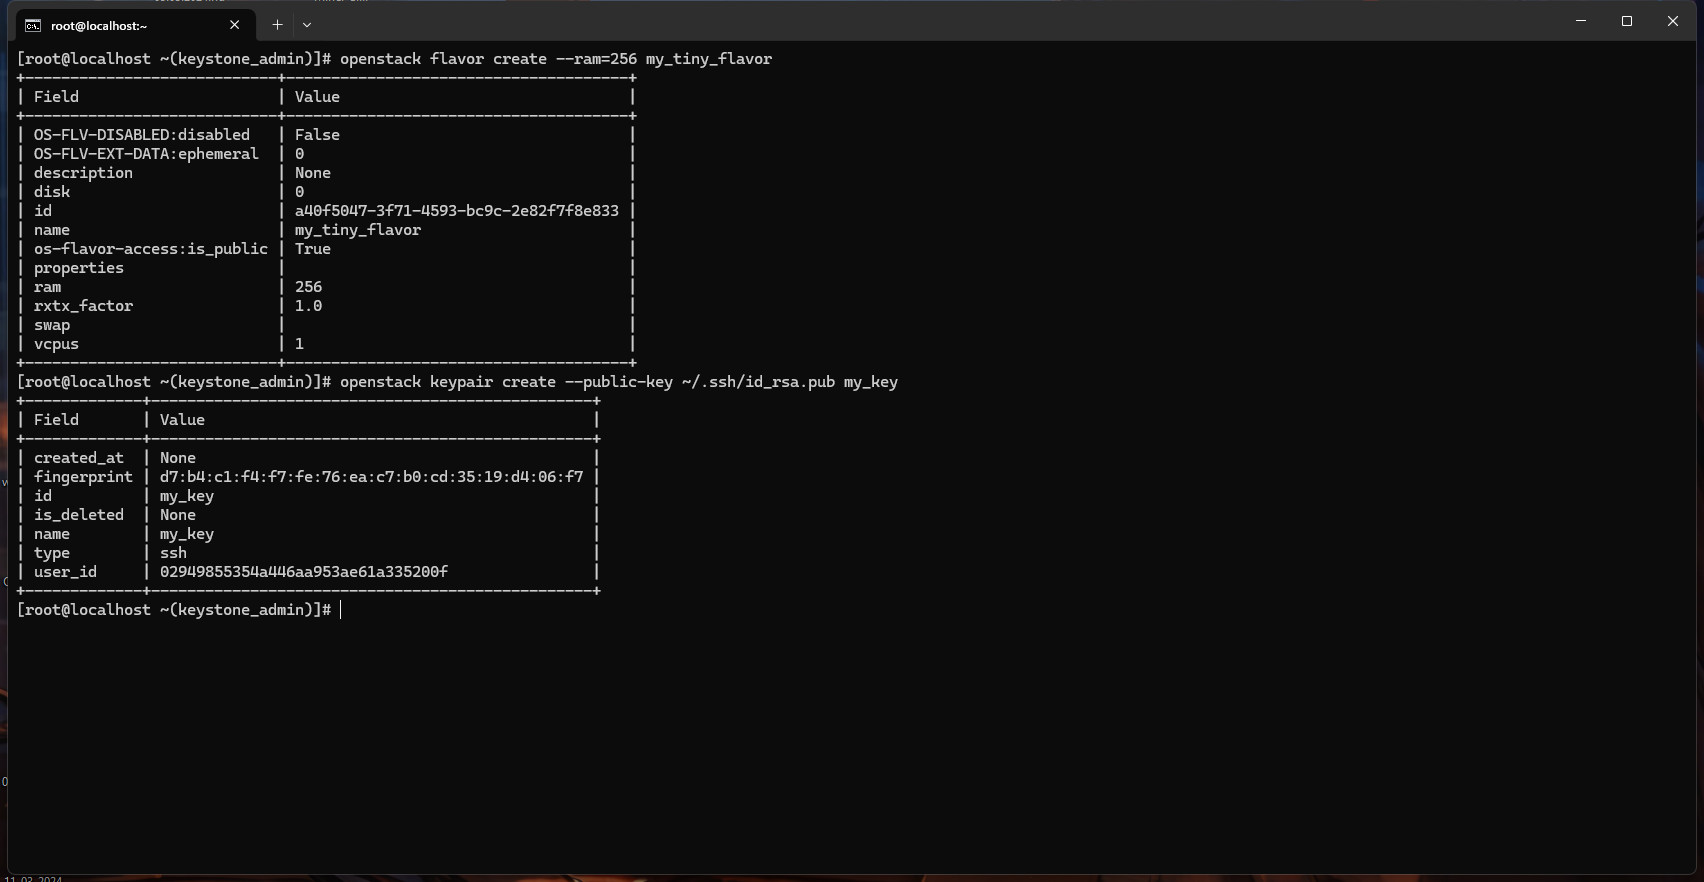 root@localhost:~
[root@localhost ~(keystone_admin)]# openstack flavor create --ram=256 my_tiny_flavor
+----------------------------+--------------------------------------+
| Field                      | Value                                |
+----------------------------+--------------------------------------+
| OS-FLV-DISABLED:disabled   | False                                |
| OS-FLV-EXT-DATA:ephemeral  | 0                                    |
| description                | None                                 |
| disk                       | 0                                    |
| id                         | a40f5047-3f71-4593-bc9c-2e82f7f8e833 |
| name                       | my_tiny_flavor                       |
| os-flavor-access:is_public | True                                 |
| properties                 |                                      |
| ram                        | 256                                  |
| rxtx_factor                | 1.0                                  |
| swap                       |                                      |
| vcpus                      | 1                                    |
+----------------------------+--------------------------------------+
[root@localhost ~(keystone_admin)]# openstack keypair create --public-key ~/.ssh/id_rsa.pub my_key
+-------------+-------------------------------------------------+
| Field       | Value                                           |
+-------------+-------------------------------------------------+
| created_at  | None                                            |
| fingerprint | d7:b4:c1:f4:f7:fe:76:ea:c7:b0:cd:35:19:d4:06:f7 |
| id          | my_key                                          |
| is_deleted  | None                                            |
| name        | my_key                                          |
| type        | ssh                                             |
| user_id     | 02949855354a446aa953ae61a335200f                |
+-------------+-------------------------------------------------+
[root@localhost ~(keystone_admin)]#
11.03.2024